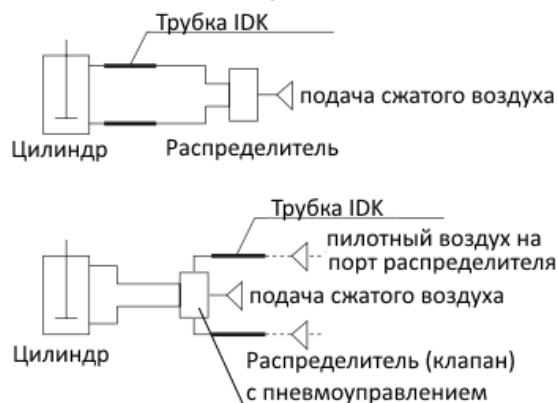 Трубка IDK
подача сжатого воздуха
Цилиндр
Распределитель
Трубка IDK
пилотный воздух на
порт распределителя
подача сжатого воздуха
Цилиндр
Распределитель (клапан)
с пневмоуправлением